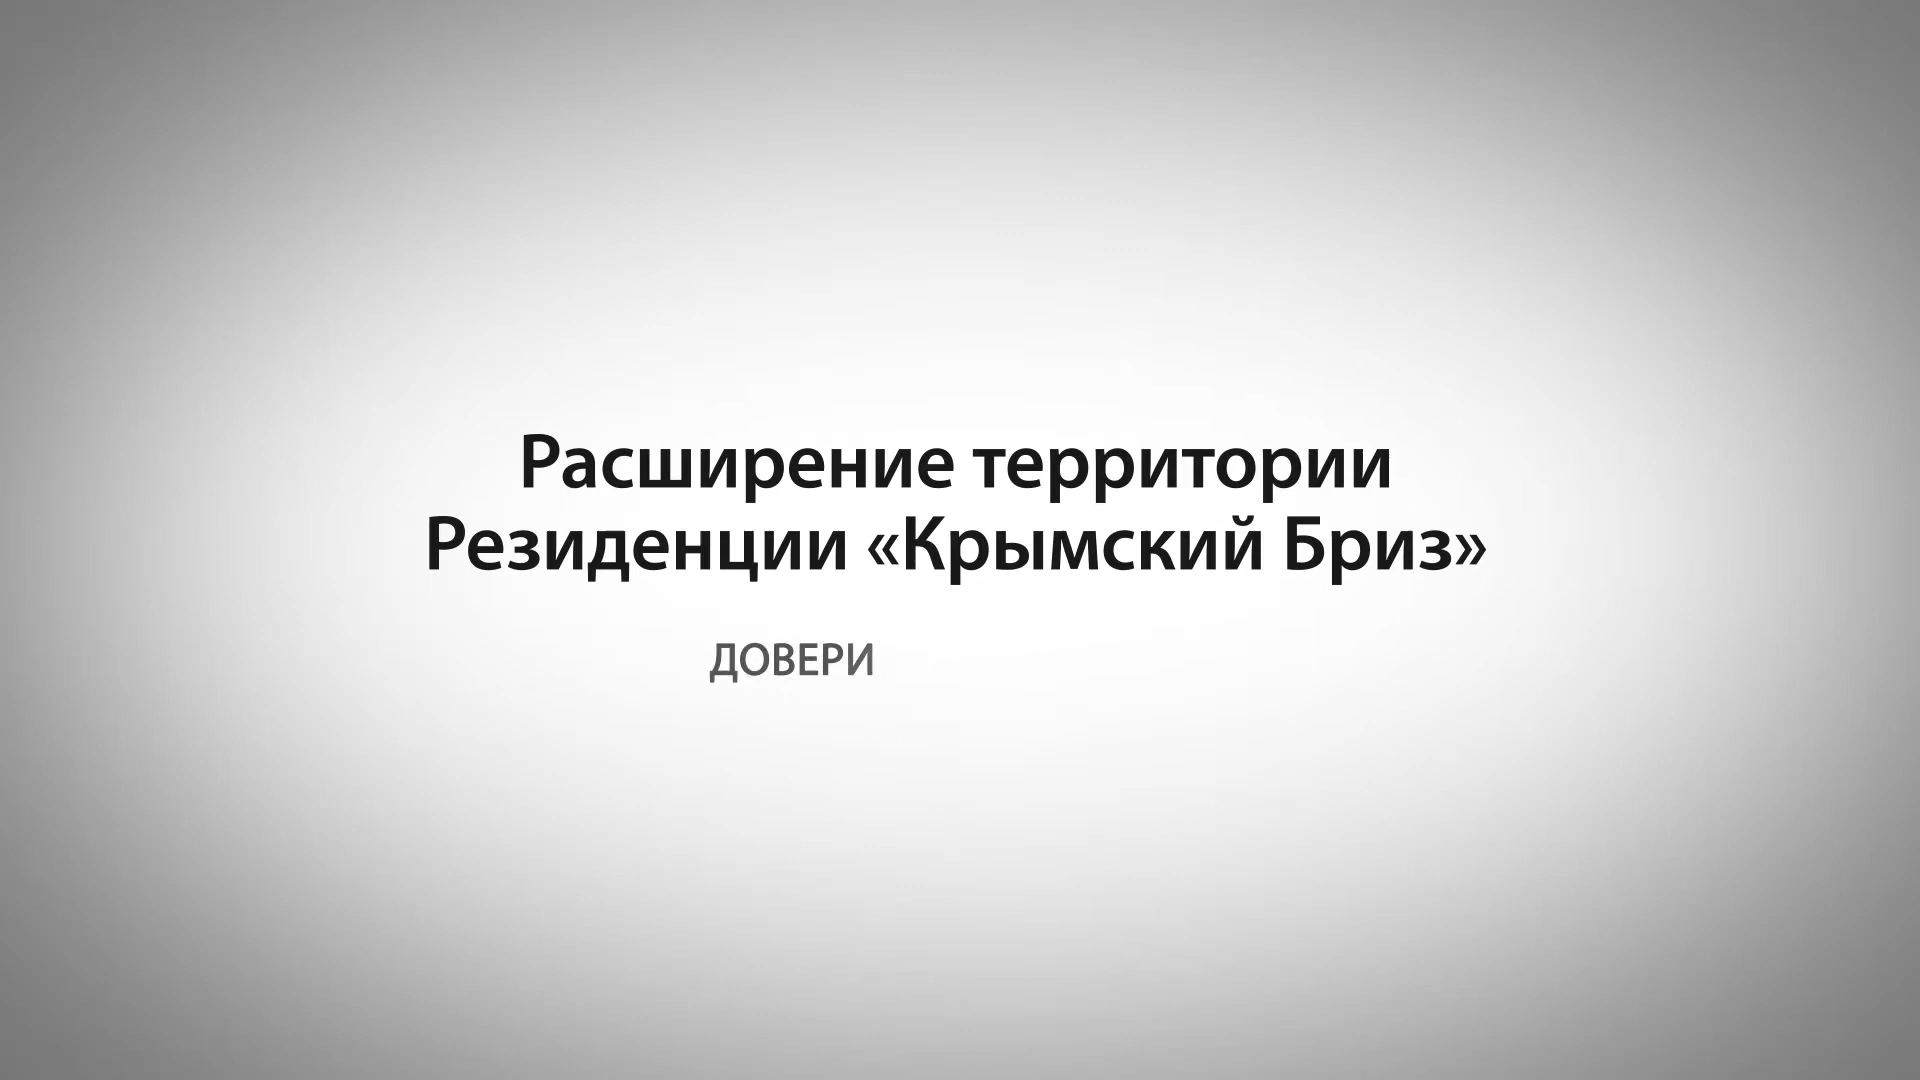 Расширение территории
Резиденции «Крымский Бриз»
ДОВЕРИ